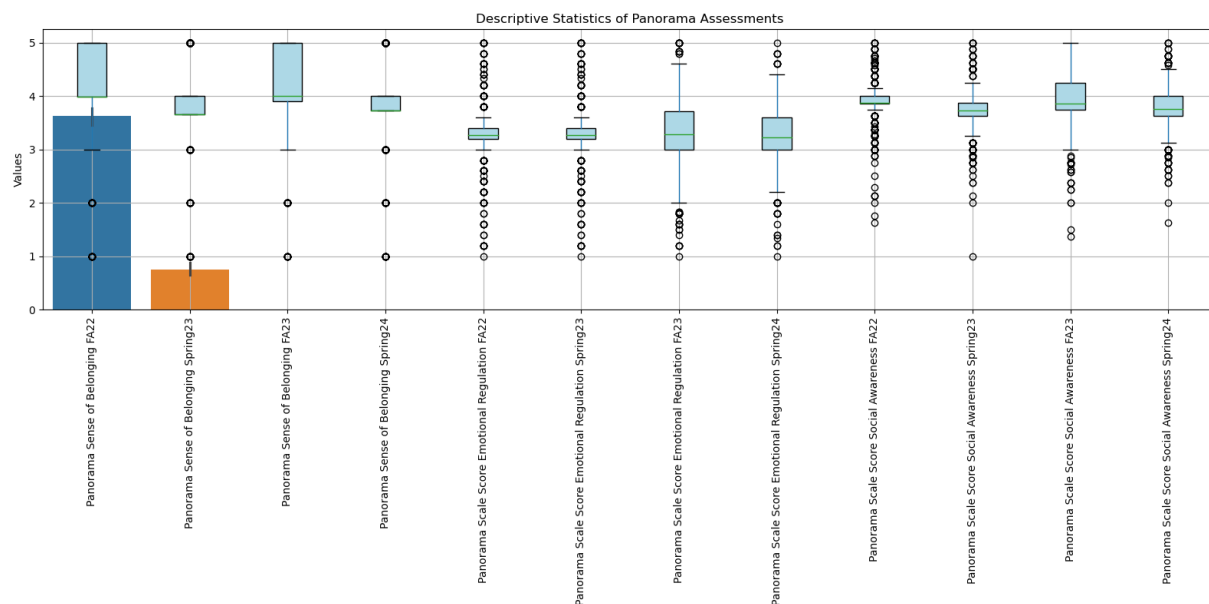 Descriptive Statistics of Panorama Assessments
Values
5
4
3
2
1
0
Panorama Sense of Belonging FA22
Panorama Sense of Belonging Spring23
Panorama Sense of Belonging FA23
Panorama Sense of Belonging Spring24
Panorama Scale Score Emotional Regulation FA22
Panorama Scale Score Emotional Regulation Spring23
Panorama Scale Score Emotional Regulation FA23
Panorama Scale Score Emotional Regulation Spring24
Panorama Scale Score Social Awareness FA22
Panorama Scale Score Social Awareness Spring23
Panorama Scale Score Social Awareness FA23
Panorama Scale Score Social Awareness Spring24